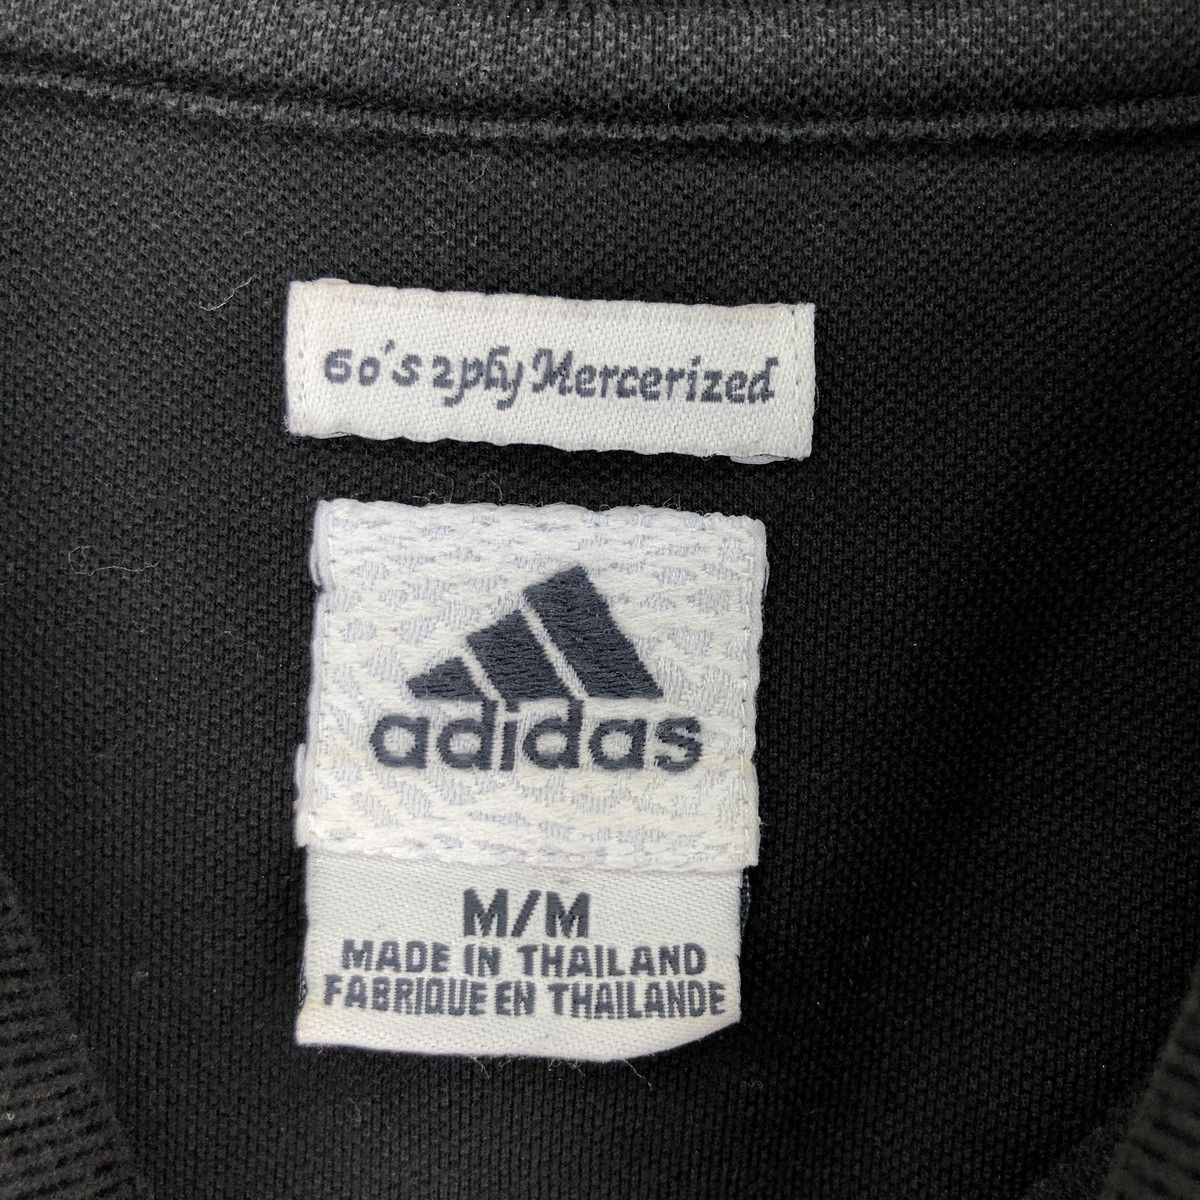 60's 2ply Mercerized
adidas
M/M
MADE IN THAILAND
FABRIQUE EN THAILANDE